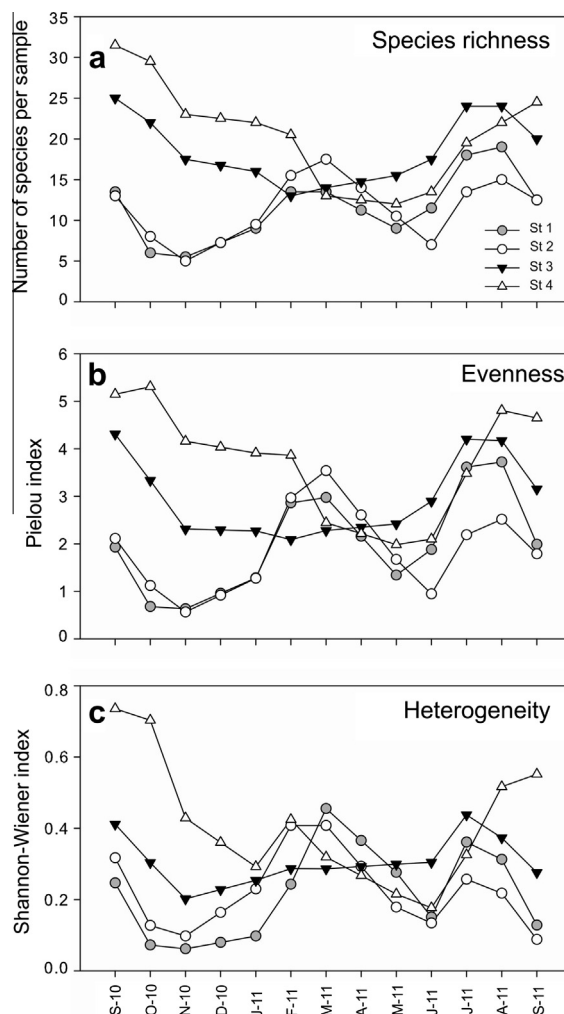 a
Species richness
Number of species per sample
35
30
25
20
15
10
5
0
St 1
St 2
St 3
St 4
b
Evenness
Pielou index
6
5
4
3
2
1
0
c
Heterogeneity
Shannon-Wiener index
0.8
0.6
0.4
0.2
0.0
S-10
O-10
N-10
D-10
J-11
F-11
M-11
A-11
M-11
J-11
J-11
A-11
S-11